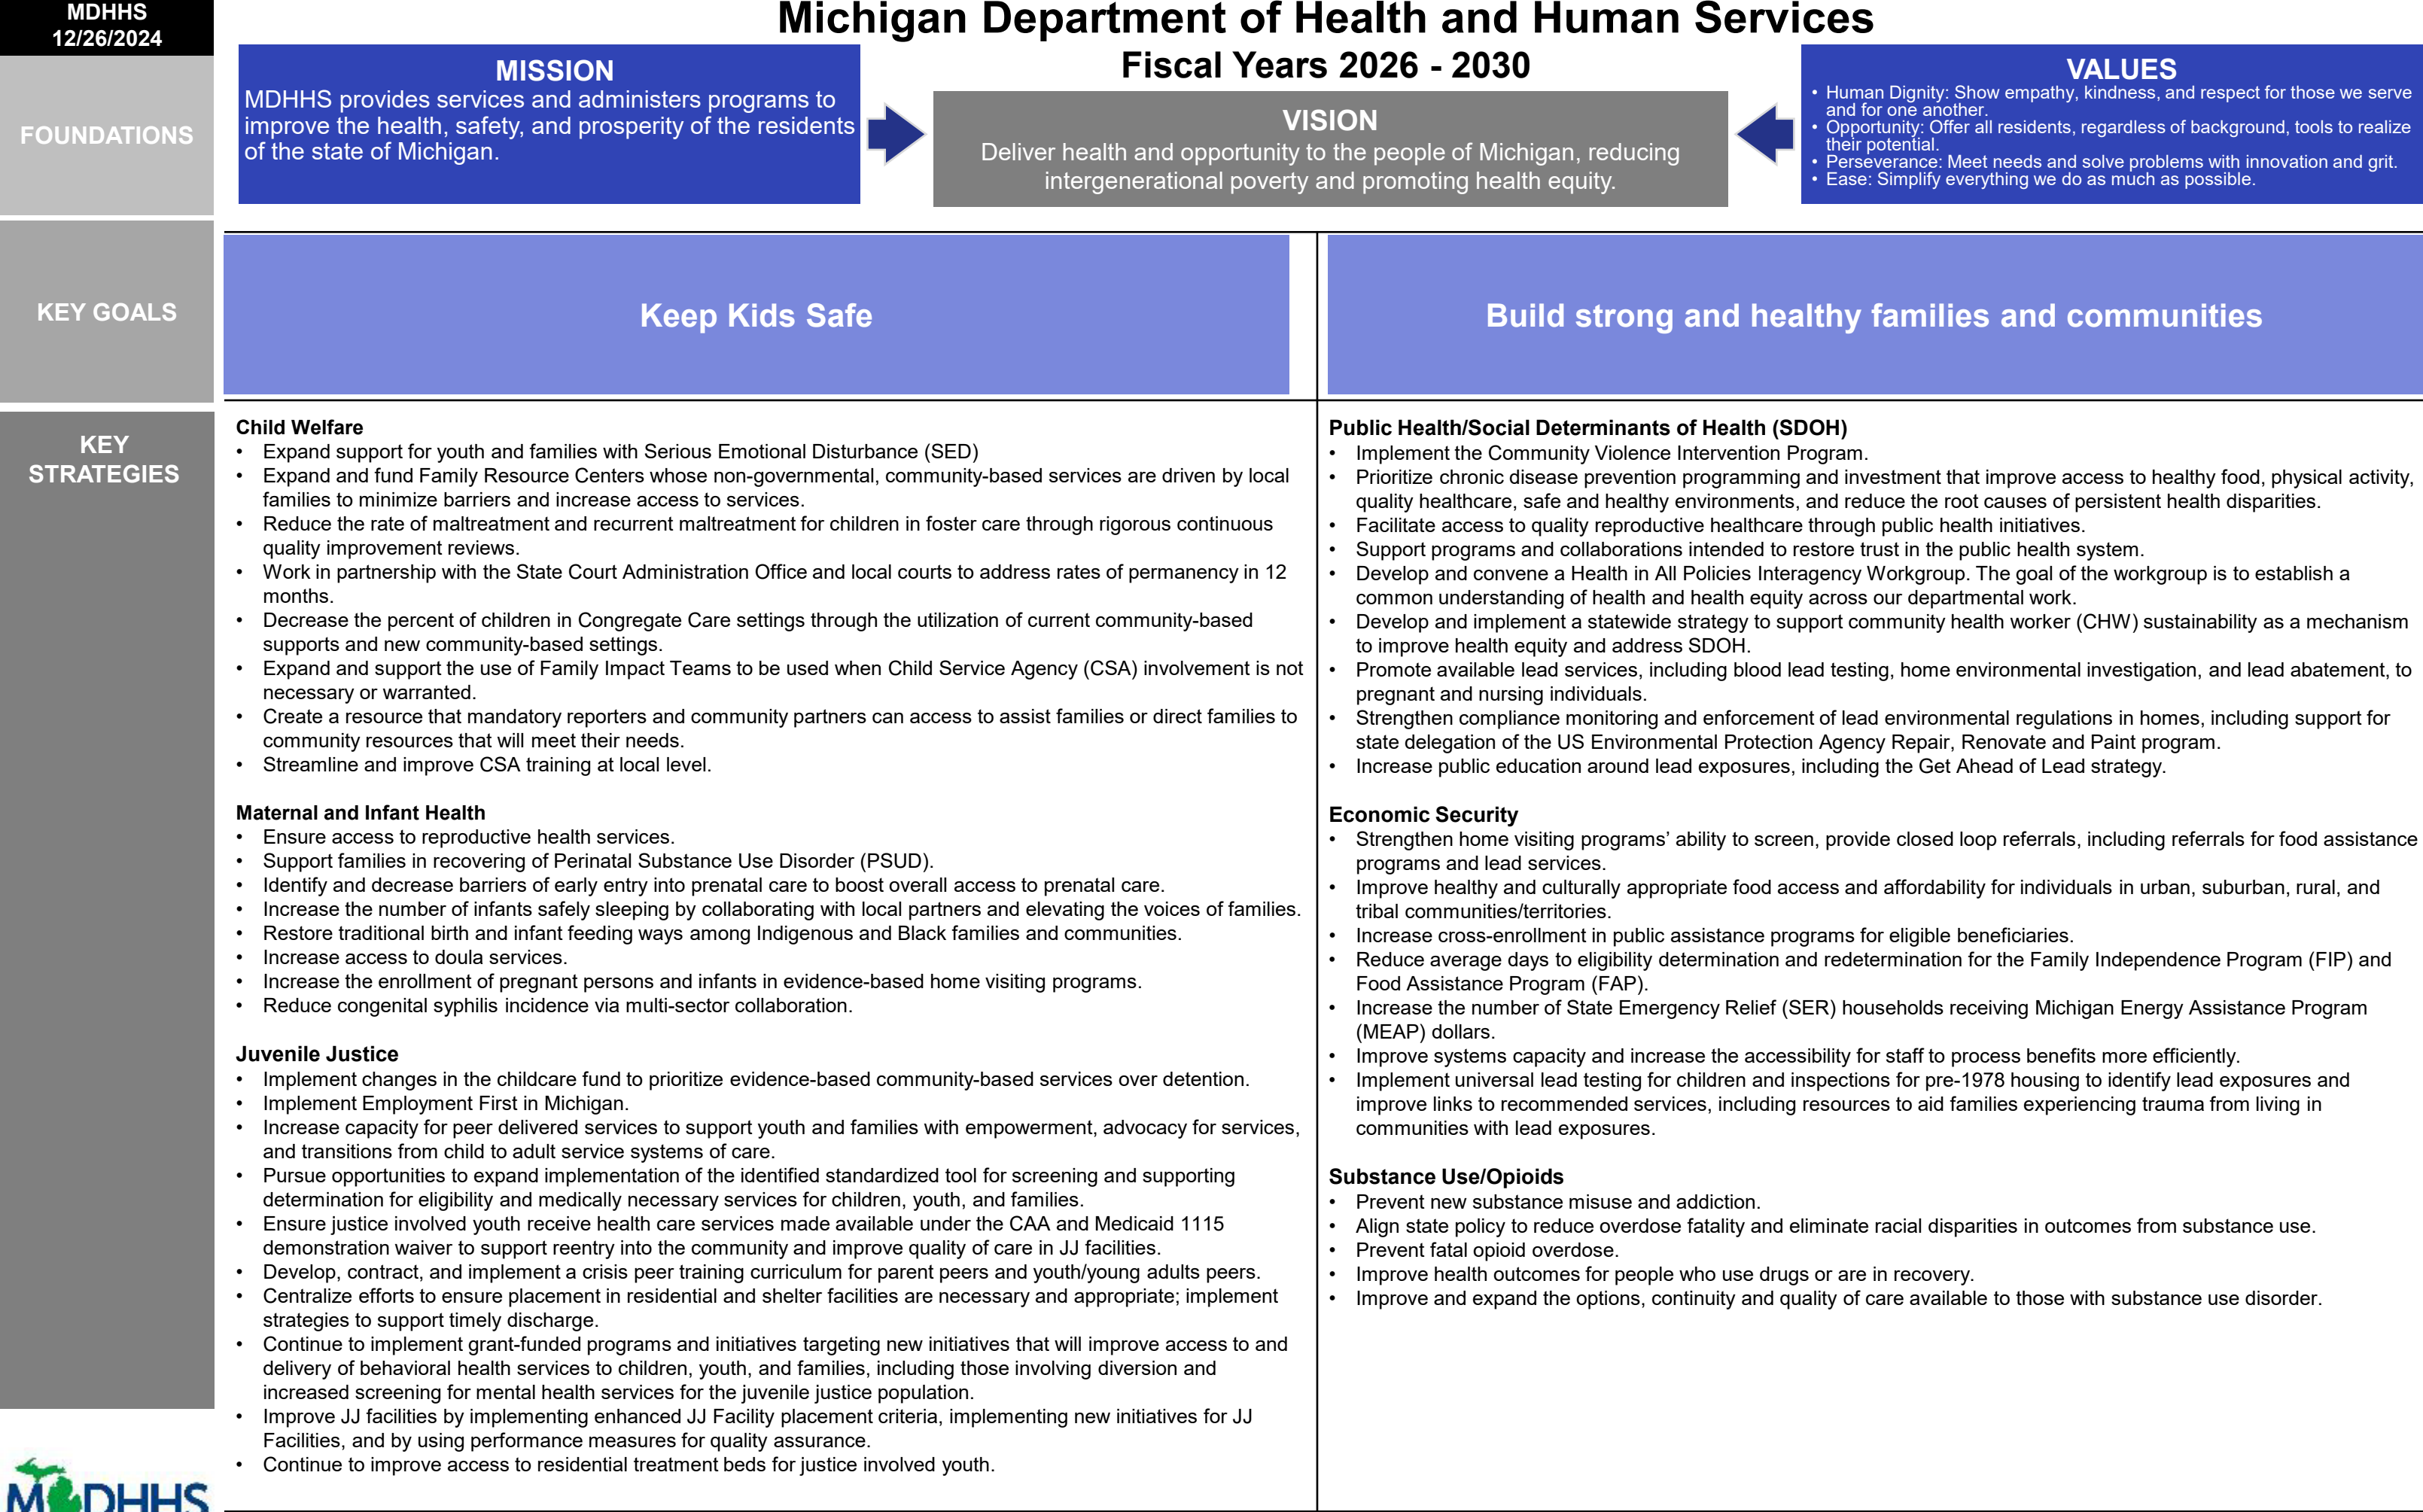 MDHHS
12/26/2024
Michigan Department of Health and Human Services
Fiscal Years 2026 - 2030
FOUNDATIONS
MISSION
MDHHS provides services and administers programs to
improve the health, safety, and prosperity of the residents
of the state of Michigan.
VISION
Deliver health and opportunity to the people of Michigan, reducing
intergenerational poverty and promoting health equity.
VALUES
• Human Dignity: Show empathy, kindness, and respect for those we serve
and for one another.
• Opportunity: Offer all residents, regardless of background, tools to realize
their potential.
• Perseverance: Meet needs and solve problems with innovation and grit.
• Ease: Simplify everything we do as much as possible.
KEY GOALS
Keep Kids Safe
Build strong and healthy families and communities
KEY
STRATEGIES
Child Welfare
• Expand support for youth and families with Serious Emotional Disturbance (SED)
• Expand and fund Family Resource Centers whose non-governmental, community-based services are driven by local
families to minimize barriers and increase access to services.
• Reduce the rate of maltreatment and recurrent maltreatment for children in foster care through rigorous continuous
quality improvement reviews.
• Work in partnership with the State Court Administration Office and local courts to address rates of permanency in 12
months.
• Decrease the percent of children in Congregate Care settings through the utilization of current community-based
supports and new community-based settings.
• Expand and support the use of Family Impact Teams to be used when Child Service Agency (CSA) involvement is not
necessary or warranted.
• Create a resource that mandatory reporters and community partners can access to assist families or direct families to
community resources that will meet their needs.
• Streamline and improve CSA training at local level.
Maternal and Infant Health
• Ensure access to reproductive health services.
• Support families in recovering of Perinatal Substance Use Disorder (PSUD).
• Identify and decrease barriers of early entry into prenatal care to boost overall access to prenatal care.
• Increase the number of infants safely sleeping by collaborating with local partners and elevating the voices of families.
• Restore traditional birth and infant feeding ways among Indigenous and Black families and communities.
• Increase access to doula services.
• Increase the enrollment of pregnant persons and infants in evidence-based home visiting programs.
• Reduce congenital syphilis incidence via multi-sector collaboration.
Juvenile Justice
• Implement changes in the childcare fund to prioritize evidence-based community-based services over detention.
• Implement Employment First in Michigan.
• Increase capacity for peer delivered services to support youth and families with empowerment, advocacy for services,
and transitions from child to adult service systems of care.
• Pursue opportunities to expand implementation of the identified standardized tool for screening and supporting
determination for eligibility and medically necessary services for children, youth, and families.
• Ensure justice involved youth receive health care services made available under the CAA and Medicaid 1115
demonstration waiver to support reentry into the community and improve quality of care in JJ facilities.
• Develop, contract, and implement a crisis peer training curriculum for parent peers and youth/young adults peers.
• Centralize efforts to ensure placement in residential and shelter facilities are necessary and appropriate; implement
strategies to support timely discharge.
• Continue to implement grant-funded programs and initiatives targeting new initiatives that will improve access to and
delivery of behavioral health services to children, youth, and families, including those involving diversion and
increased screening for mental health services for the juvenile justice population.
• Improve JJ facilities by implementing enhanced JJ Facility placement criteria, implementing new initiatives for JJ
Facilities, and by using performance measures for quality assurance.
• Continue to improve access to residential treatment beds for justice involved youth.
Public Health/Social Determinants of Health (SDOH)
• Implement the Community Violence Intervention Program.
• Prioritize chronic disease prevention programming and investment that improve access to healthy food, physical activity,
quality healthcare, safe and healthy environments, and reduce the root causes of persistent health disparities.
• Facilitate access to quality reproductive healthcare through public health initiatives.
• Support programs and collaborations intended to restore trust in the public health system.
• Develop and convene a Health in All Policies Interagency Workgroup. The goal of the workgroup is to establish a
common understanding of health and health equity across our departmental work.
• Develop and implement a statewide strategy to support community health worker (CHW) sustainability as a mechanism
to improve health equity and address SDOH.
• Promote available lead services, including blood lead testing, home environmental investigation, and lead abatement, to
pregnant and nursing individuals.
• Strengthen compliance monitoring and enforcement of lead environmental regulations in homes, including support for
state delegation of the US Environmental Protection Agency Repair, Renovate and Paint program.
• Increase public education around lead exposures, including the Get Ahead of Lead strategy.
Economic Security
• Strengthen home visiting programs’ ability to screen, provide closed loop referrals, including referrals for food assistance
programs and lead services.
• Improve healthy and culturally appropriate food access and affordability for individuals in urban, suburban, rural, and
tribal communities/territories.
• Increase cross-enrollment in public assistance programs for eligible beneficiaries.
• Reduce average days to eligibility determination and redetermination for the Family Independence Program (FIP) and
Food Assistance Program (FAP).
• Increase the number of State Emergency Relief (SER) households receiving Michigan Energy Assistance Program
(MEAP) dollars.
• Improve systems capacity and increase the accessibility for staff to process benefits more efficiently.
• Implement universal lead testing for children and inspections for pre-1978 housing to identify lead exposures and
improve links to recommended services, including resources to aid families experiencing trauma from living in
communities with lead exposures.
Substance Use/Opioids
• Prevent new substance misuse and addiction.
• Align state policy to reduce overdose fatality and eliminate racial disparities in outcomes from substance use.
• Prevent fatal opioid overdose.
• Improve health outcomes for people who use drugs or are in recovery.
• Improve and expand the options, continuity and quality of care available to those with substance use disorder.
MDHHS